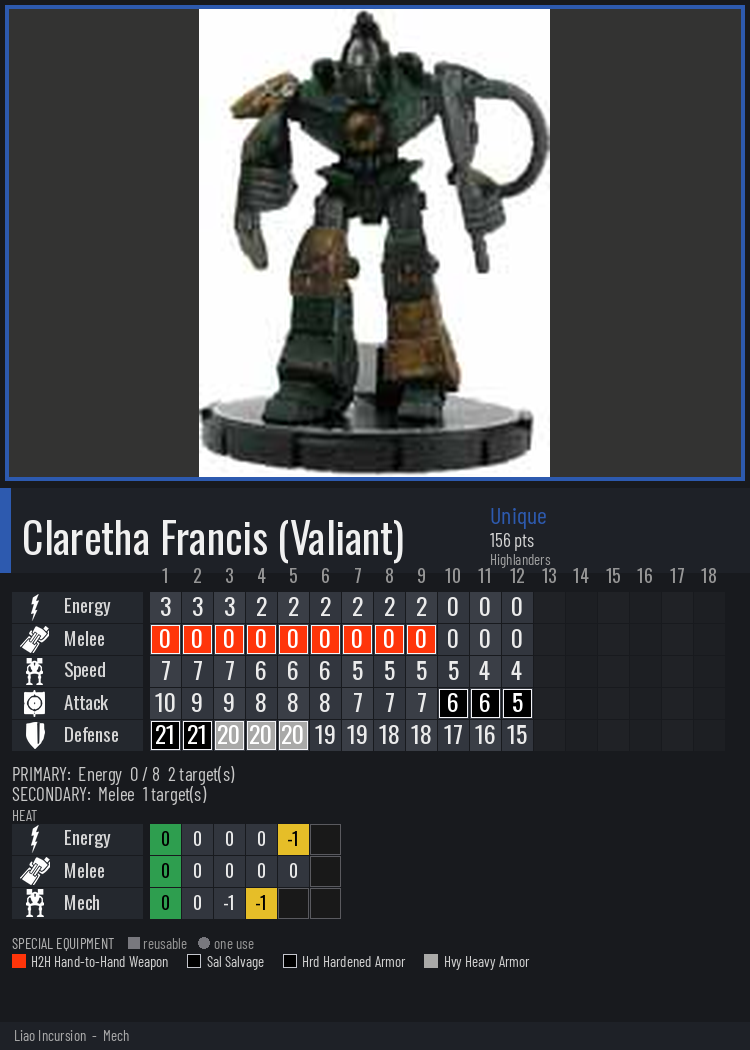 Claretha Francis (Valiant)
Unique
156 pts
Highlanders
1 2 3 4 5 6 7 8 9 10 11 12 13 14 15 16 17 18
Energy 3 3 3 2 2 2 2 2 2 0 0 0
Melee 0 0 0 0 0 0 0 0 0 0 0 0
Speed 7 7 7 6 6 6 5 5 5 5 4 4
Attack 10 9 9 8 8 8 7 7 7 6 6 5
Defense 21 21 20 20 20 19 19 18 18 17 16 15
PRIMARY: Energy 0 / 8 2 target(s)
SECONDARY: Melee 1 target(s)
HEAT
Energy 0 0 0 0 -1
Melee 0 0 0 0 0
Mech 0 0 -1 -1
SPECIAL EQUIPMENT reusable one use
H2H Hand-to-Hand Weapon Sal Salvage Hrd Hardened Armor Hvy Heavy Armor
Liao Incursion - Mech